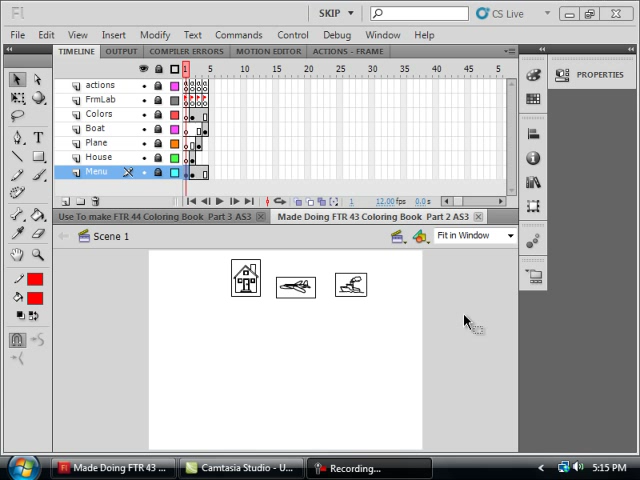 Fl
SKIP
CS Live
File Edit View Insert Modify Text Commands Control Debug Window Help
TIMELINE OUTPUT COMPILER ERRORS MOTION EDITOR ACTIONS - FRAME
PROPERTIES
1 5 10 15 20 25 30 35 40 45 5
actions
FrmLab
Colors
Boat
Plane
House
Menu
1 12.00 fps 0.0 s
Use To make FTR 44 Coloring Book Part 3 AS3
Made Doing FTR 43 Coloring Book Part 2 AS3
Scene 1
Fit in Window
Made Doing FTR 43 ...
Camtasia Studio - U...
Recording...
5:15 PM